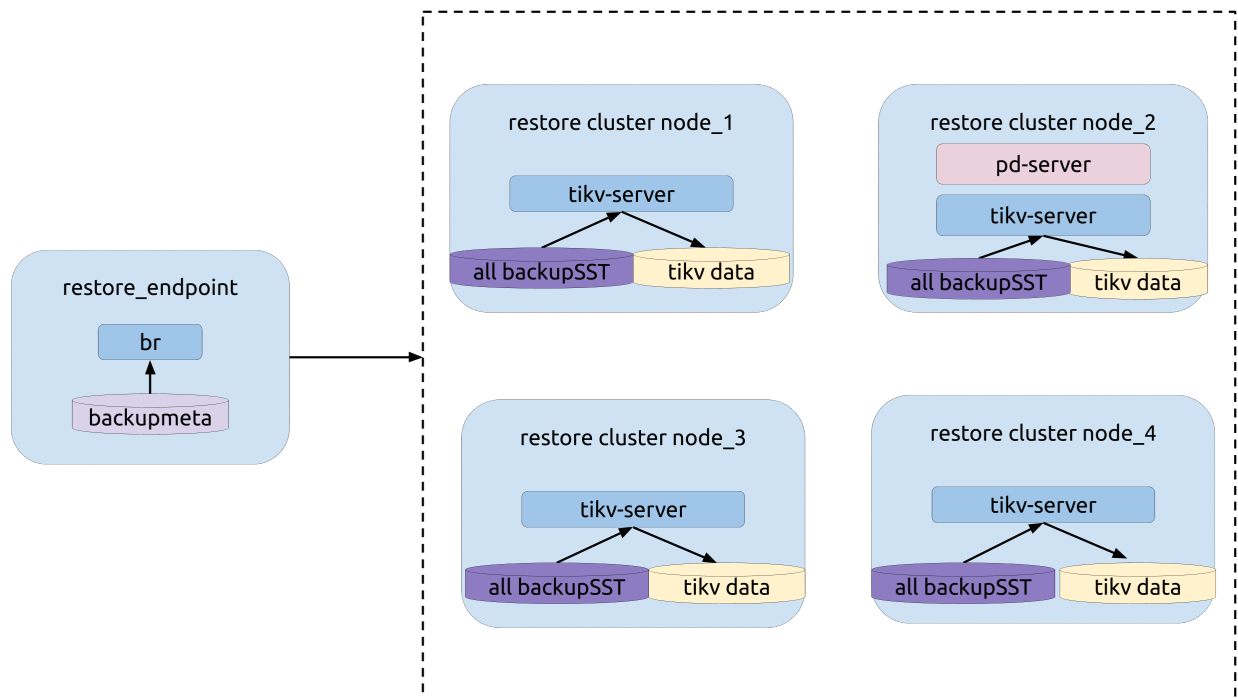 restore_endpoint
br
backupmeta
restore cluster node_1
tikv-server
all backupSST
tikv data
restore cluster node_2
pd-server
tikv-server
all backupSST
tikv data
restore cluster node_3
tikv-server
all backupSST
tikv data
restore cluster node_4
tikv-server
all backupSST
tikv data